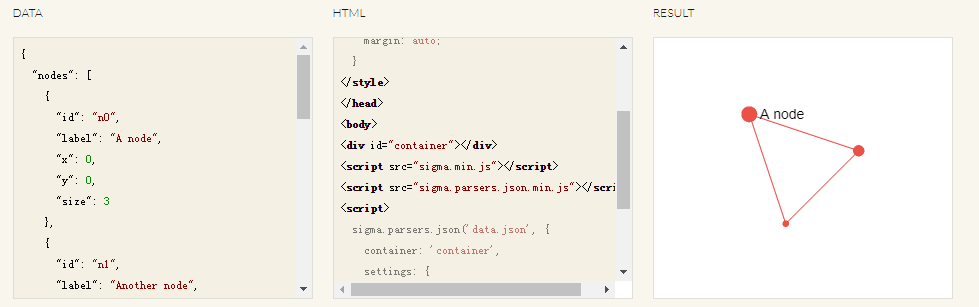 DATA
{
"nodes": [
{
"id": "n0",
"label": "A node",
"x": 0,
"y": 0,
"size": 3
},
{
"id": "n1",
"label": "Another node",
HTML
margin: auto;
}
</style>
</head>
<body>
<div id="container"></div>
<script src="sigma.min.js"></script>
<script src="sigma.parsers.json.min.js"></scri
<script>
sigma.parsers.json('data.json', {
container: 'container',
settings: {
RESULT
A node